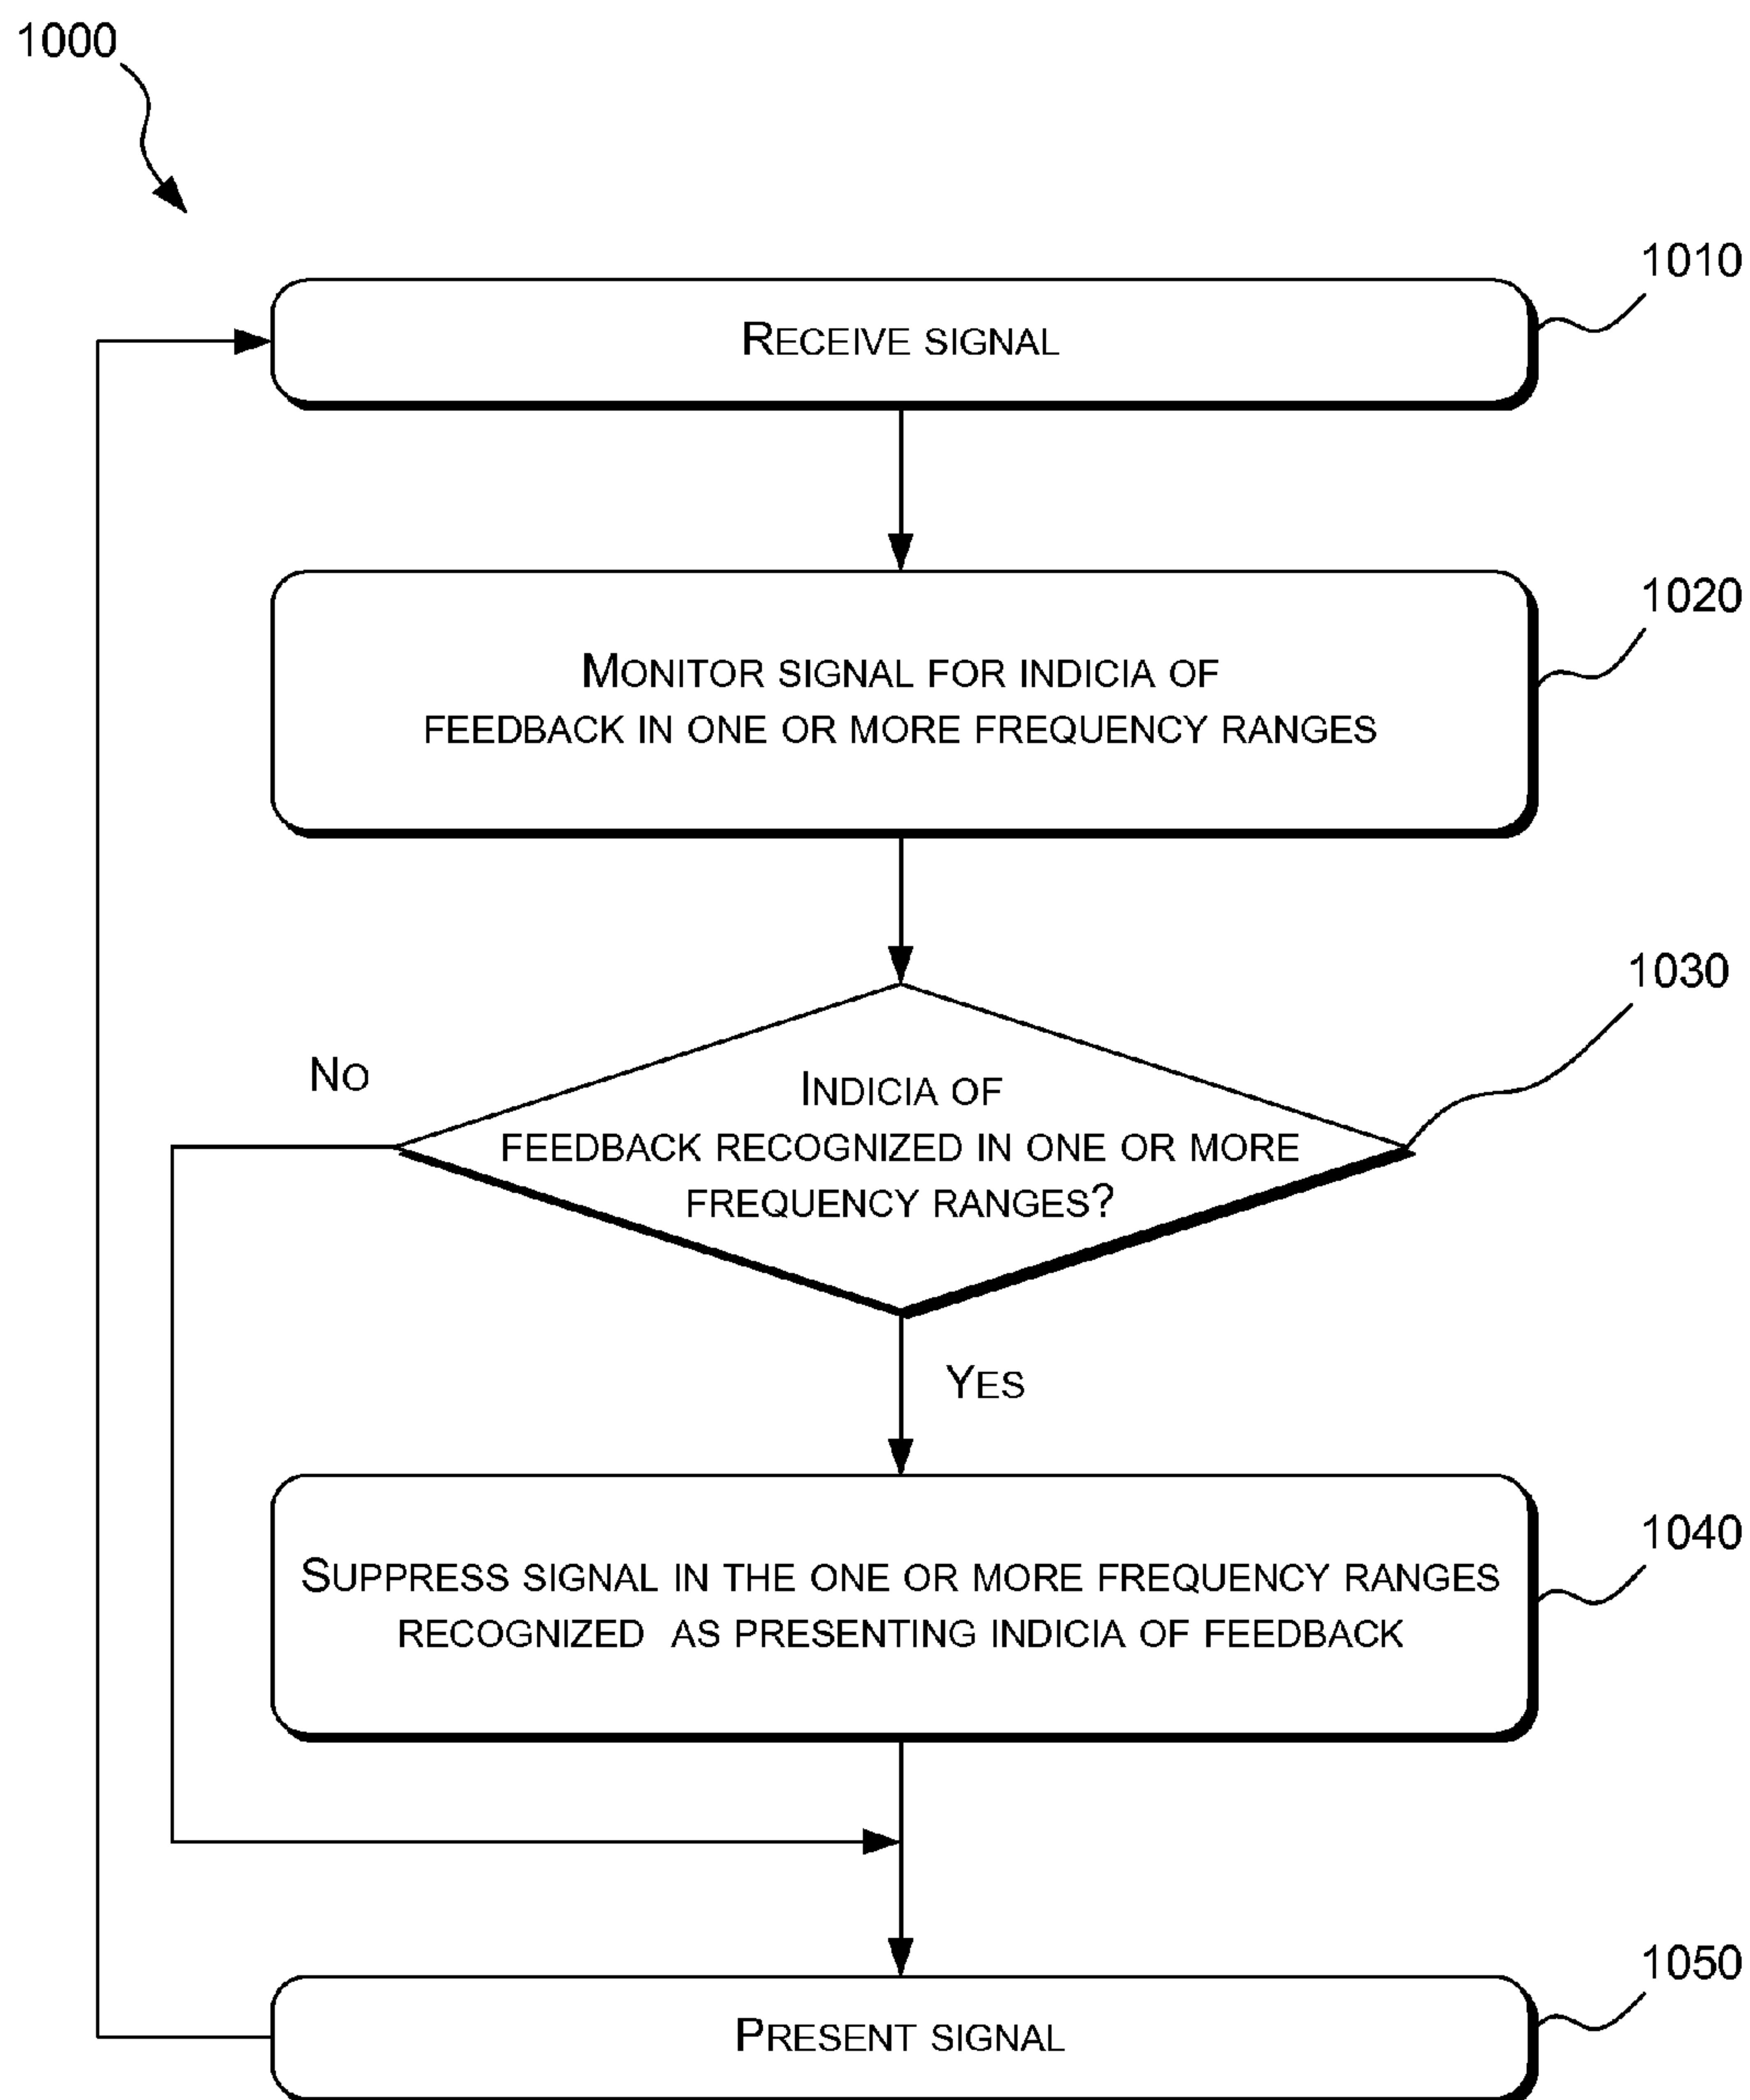 1000
1010
RECEIVE SIGNAL
1020
MONITOR SIGNAL FOR INDICIA OF
FEEDBACK IN ONE OR MORE FREQUENCY RANGES
1030
NO
INDICIA OF
FEEDBACK RECOGNIZED IN ONE OR MORE
FREQUENCY RANGES?
YES
1040
SUPPRESS SIGNAL IN THE ONE OR MORE FREQUENCY RANGES
RECOGNIZED AS PRESENTING INDICIA OF FEEDBACK
1050
PRESENT SIGNAL